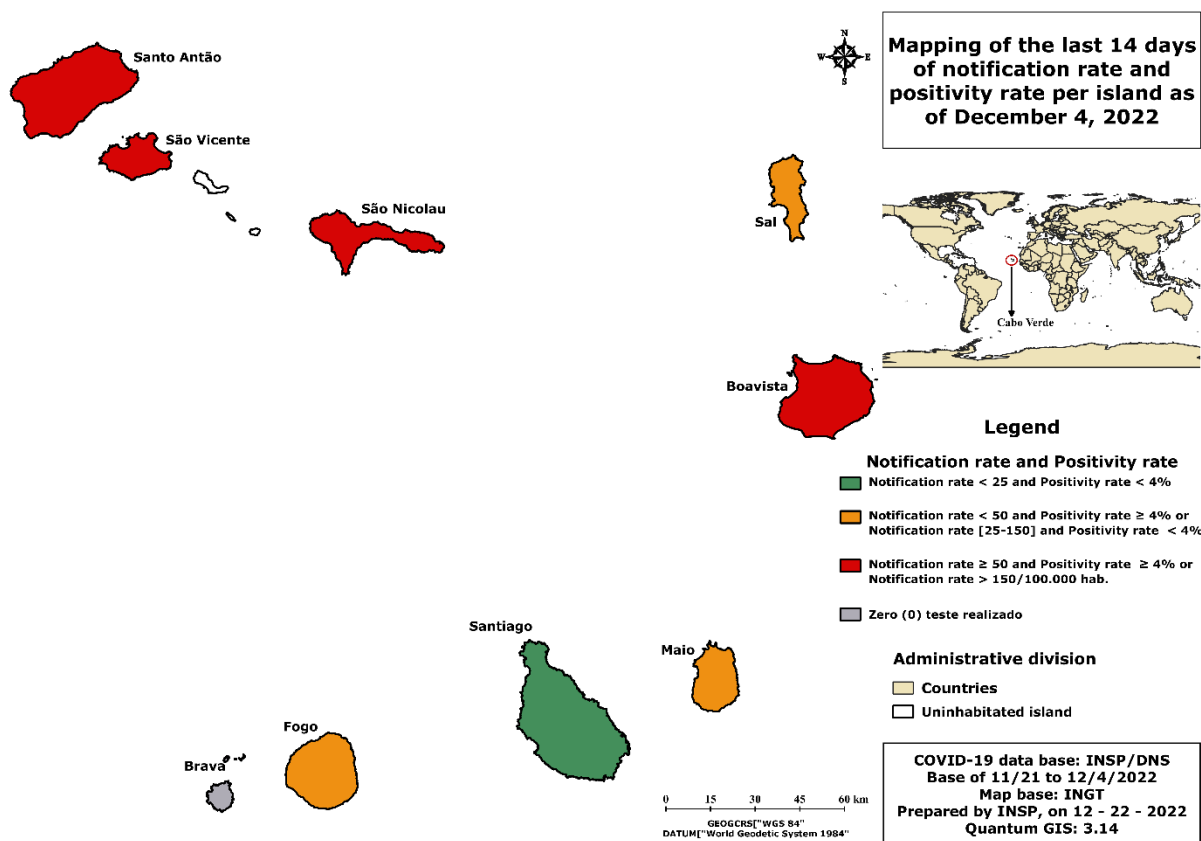 Mapping of the last 14 days
of notification rate and
positivity rate per island as
of December 4, 2022
N
W
E
S
Santo Antão
São Vicente
São Nicolau
Sal
Boavista
Cabo Verde
Legend
Notification rate and Positivity rate
Notification rate < 25 and Positivity rate < 4%
Notification rate < 50 and Positivity rate ≥ 4% or
Notification rate [25-150] and Positivity rate < 4%
Notification rate ≥ 50 and Positivity rate ≥ 4% or
Notification rate > 150/100.000 hab.
Zero (0) teste realizado
Santiago
Maio
Fogo
Brava
Administrative division
Countries
Uninhabitated island
0 15 30 45 60 km
GEOGCRS["WGS 84"
DATUM["World Geodetic System 1984"
COVID-19 data base: INSP/DNS
Base of 11/21 to 12/4/2022
Map base: INGT
Prepared by INSP, on 12 - 22 - 2022
Quantum GIS: 3.14